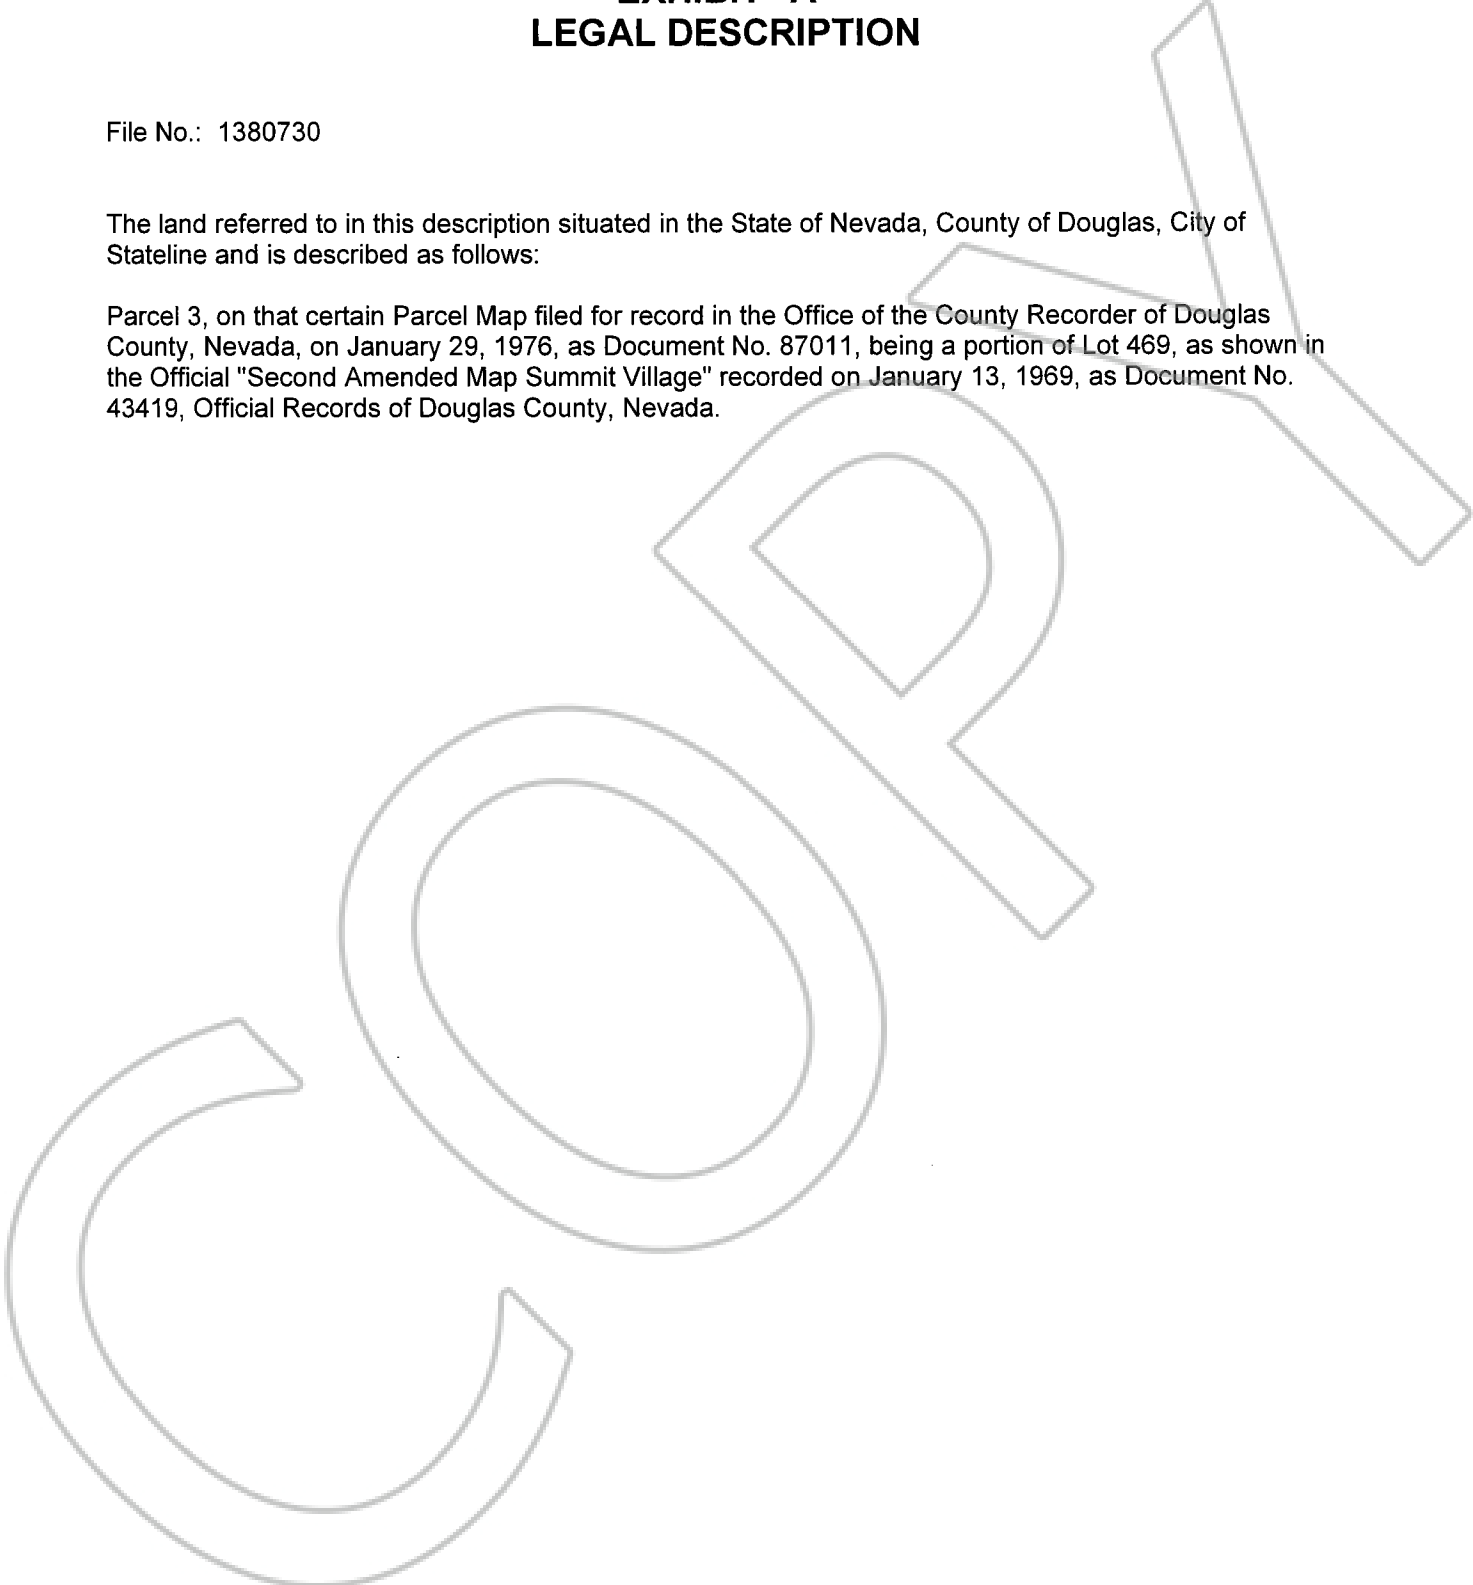 LEGAL DESCRIPTION
File No.: 1380730
The land referred to in this description situated in the State of Nevada, County of Douglas, City of
Stateline and is described as follows:
Parcel 3, on that certain Parcel Map filed for record in the Office of the County Recorder of Douglas
County, Nevada, on January 29, 1976, as Document No. 87011, being a portion of Lot 469, as shown in
the Official "Second Amended Map Summit Village" recorded on January 13, 1969, as Document No.
43419, Official Records of Douglas County, Nevada.
COPY